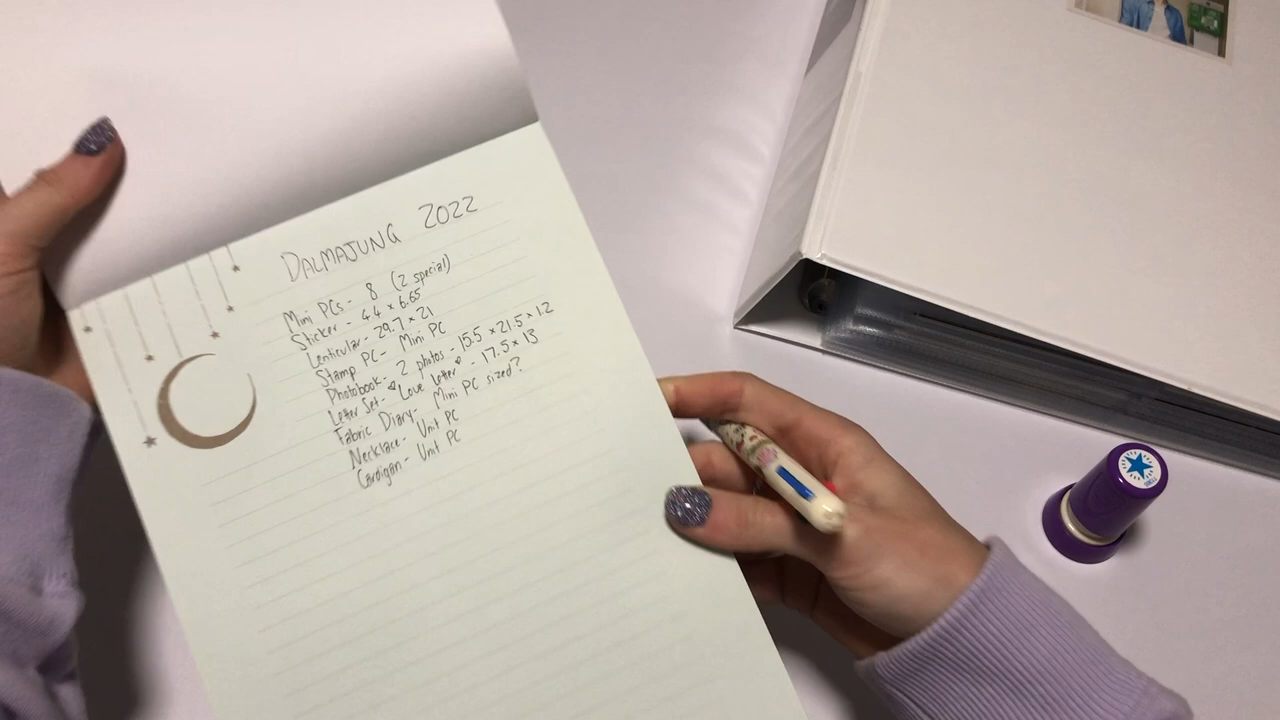 DALMAJUNG 2022
Mini PCs - 8 (2 special)
Sticker - 4.4 x 6.65
Lenticular - 29.7 x 21
Stamp PC - Mini PC
Photobook - 2 photos - 15.5 x 21.5 x 1.2
Letter Set - "Love Letter" - 17.5 x 13
Fabric Diary - Mini PC sized?
Necklace - Unit PC
Cardigan - Unit PC